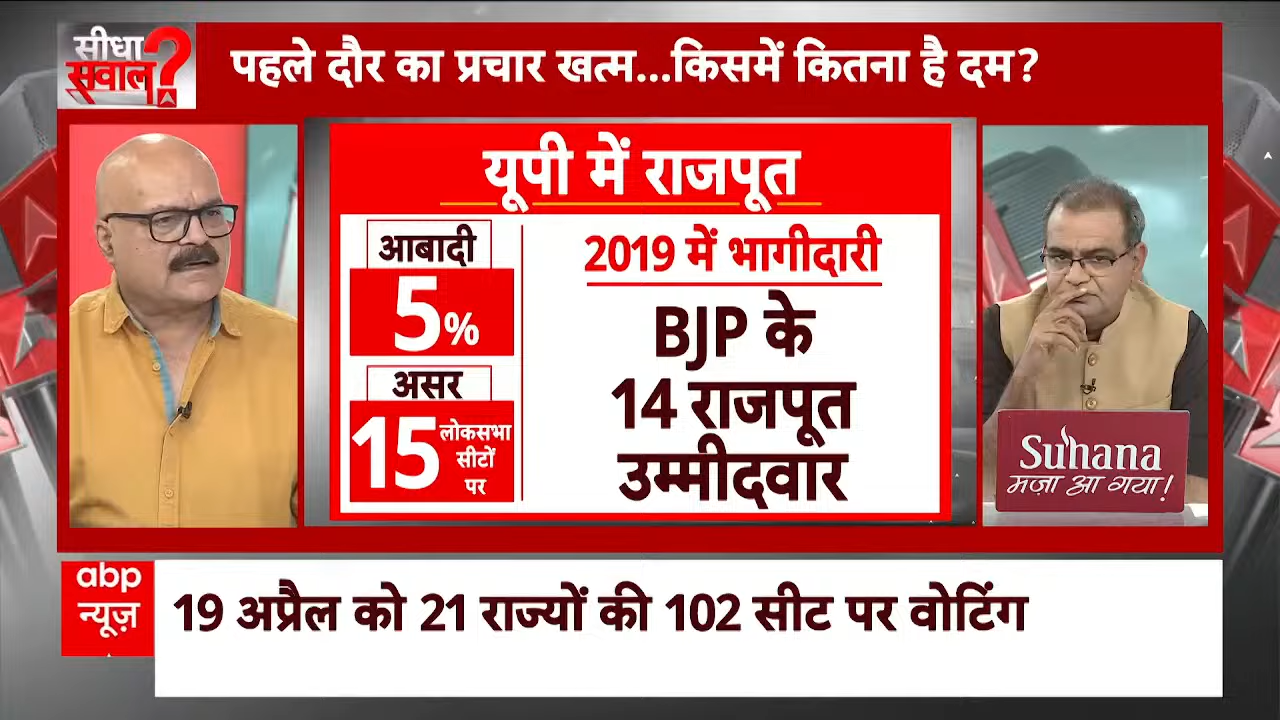 सीधा
सवाल?
पहले दौर का प्रचार खत्म...किसमें कितना है दम?
यूपी में राजपूत
आबादी
5%
असर
15 लोकसभा
सीटों
पर
2019 में भागीदारी
BJP के
14 राजपूत
उम्मीदवार
Suhana
मज़ा आ गया!
abp
न्यूज़
19 अप्रैल को 21 राज्यों की 102 सीट पर वोटिंग